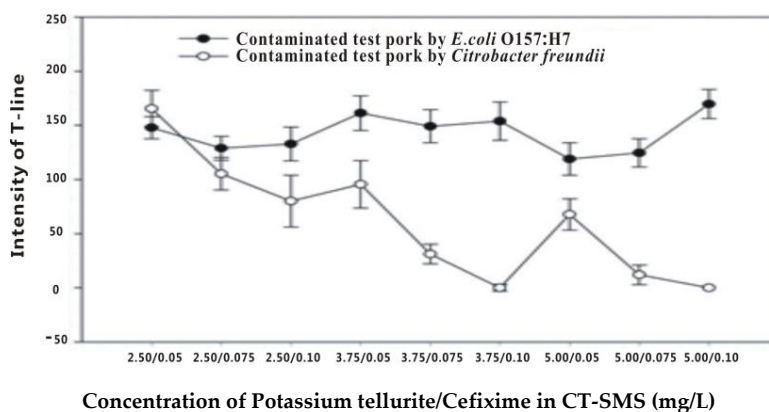 250
Contaminated test pork by E.coli O157:H7
Contaminated test pork by Citrobacter freundii
200
150
100
50
0
-50
Intensity of T-line
2.50/0.05 2.50/0.075 2.50/0.10 3.75/0.05 3.75/0.075 3.75/0.10 5.00/0.05 5.00/0.075 5.00/0.10
Concentration of Potassium tellurite/Cefixime in CT-SMS (mg/L)